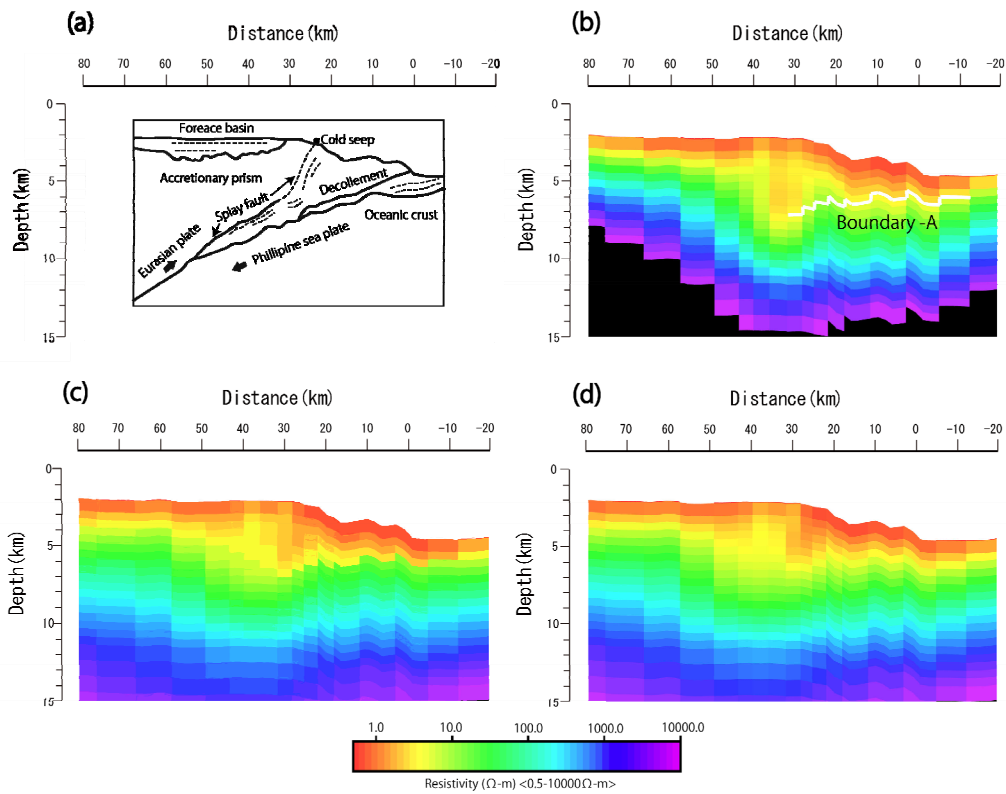 (a)
Distance(km)
80 70 60 50 40 30 20 10 0 -10 -20
Depth(km)
0
5
10
15
Foreace basin
Cold seep
Accretionary prism
Splay fault
Decollement
Oceanic crust
Eurasian plate
Phillipine sea plate
(b)
Distance(km)
80 70 60 50 40 30 20 10 0 -10 -20
Depth(km)
0
5
10
15
Boundary -A
(c)
Distance(km)
80 70 60 50 40 30 20 10 0 -10 -20
Depth(km)
0
5
10
15
(d)
Distance(km)
80 70 60 50 40 30 20 10 0 -10 -20
Depth(km)
0
5
10
15
1.0 10.0 100.0 1000.0 10000.0
Resistivity (Ω-m) <0.5-10000Ω-m>